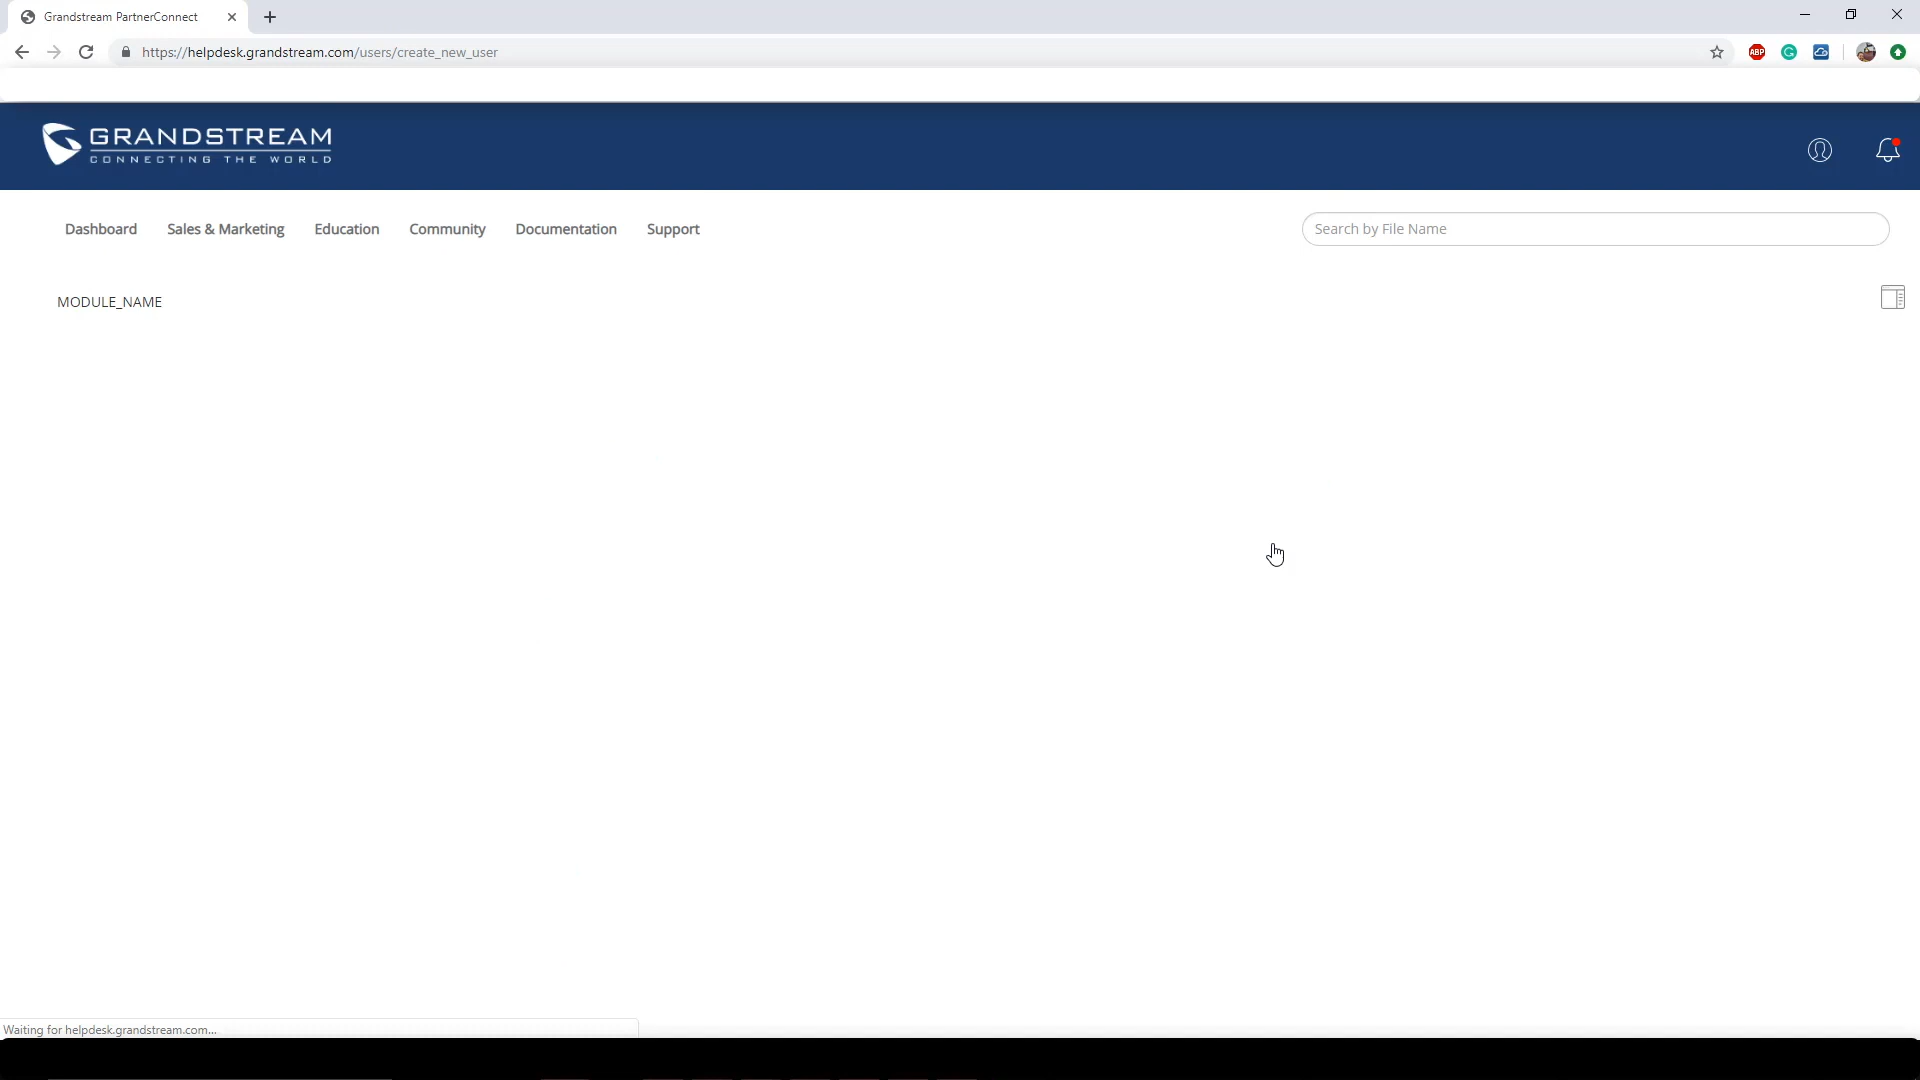 Grandstream PartnerConnect
https://helpdesk.grandstream.com/users/create_new_user
ABP
GRANDSTREAM
CONNECTING THE WORLD
Dashboard Sales & Marketing Education Community Documentation Support Search by File Name
MODULE_NAME
Waiting for helpdesk.grandstream.com...